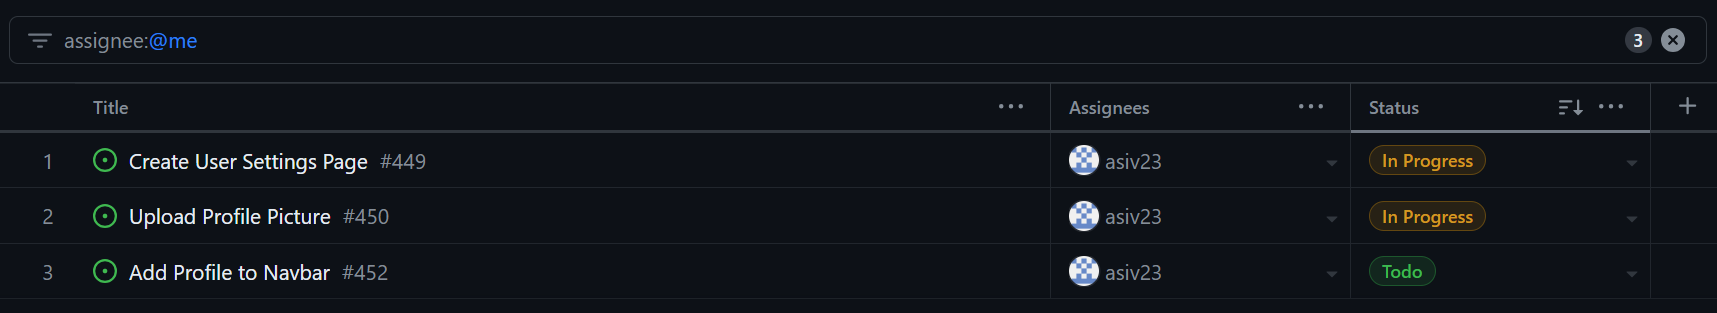 assignee:@me 3
Title Assignees Status
1 Create User Settings Page #449 asiv23 In Progress
2 Upload Profile Picture #450 asiv23 In Progress
3 Add Profile to Navbar #452 asiv23 Todo